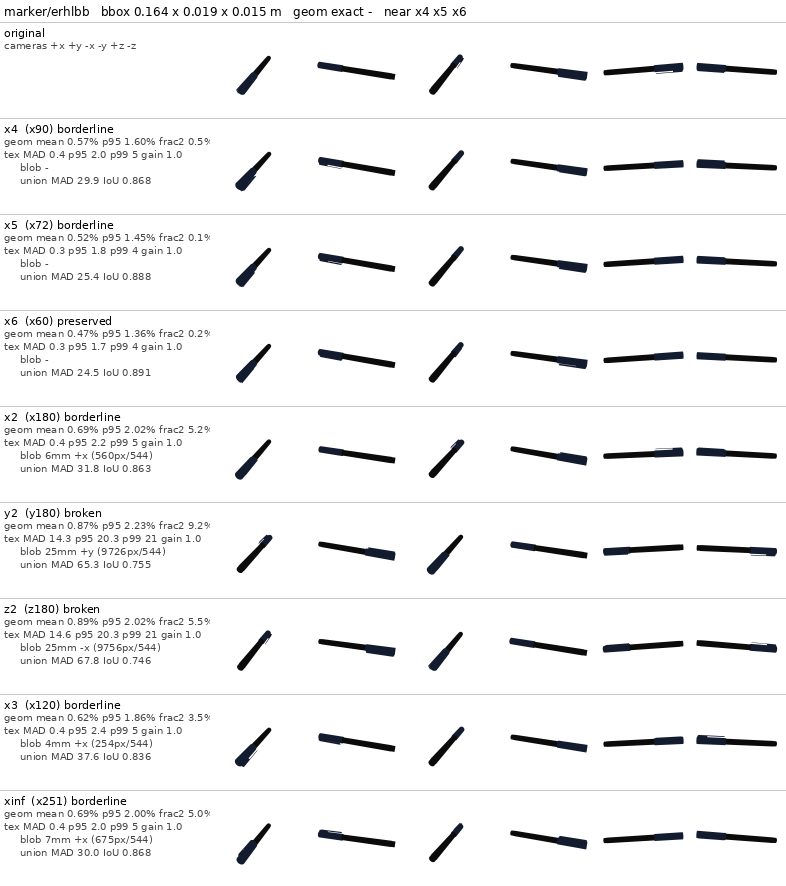 marker/erhlbb   bbox 0.164 x 0.019 x 0.015 m   geom exact -   near x4 x5 x6
original
cameras +x +y -x -y +z -z
x4  (x90) borderline
geom mean 0.57% p95 1.60% frac2 0.5%
tex MAD 0.4 p95 2.0 p99 5 gain 1.0
blob -
union MAD 29.9 IoU 0.868
x5  (x72) borderline
geom mean 0.52% p95 1.45% frac2 0.1%
tex MAD 0.3 p95 1.8 p99 4 gain 1.0
blob -
union MAD 25.4 IoU 0.888
x6  (x60) preserved
geom mean 0.47% p95 1.36% frac2 0.2%
tex MAD 0.3 p95 1.7 p99 4 gain 1.0
blob -
union MAD 24.5 IoU 0.891
x2  (x180) borderline
geom mean 0.69% p95 2.02% frac2 5.2%
tex MAD 0.4 p95 2.2 p99 5 gain 1.0
blob 6mm +x (560px/544)
union MAD 31.8 IoU 0.863
y2  (y180) broken
geom mean 0.87% p95 2.23% frac2 9.2%
tex MAD 14.3 p95 20.3 p99 21 gain 1.0
blob 25mm +y (9726px/544)
union MAD 65.3 IoU 0.755
z2  (z180) broken
geom mean 0.89% p95 2.02% frac2 5.5%
tex MAD 14.6 p95 20.3 p99 21 gain 1.0
blob 25mm -x (9756px/544)
union MAD 67.8 IoU 0.746
x3  (x120) borderline
geom mean 0.62% p95 1.86% frac2 3.5%
tex MAD 0.4 p95 2.4 p99 5 gain 1.0
blob 4mm +x (254px/544)
union MAD 37.6 IoU 0.836
xinf  (x251) borderline
geom mean 0.69% p95 2.00% frac2 5.0%
tex MAD 0.4 p95 2.0 p99 5 gain 1.0
blob 7mm +x (675px/544)
union MAD 30.0 IoU 0.868